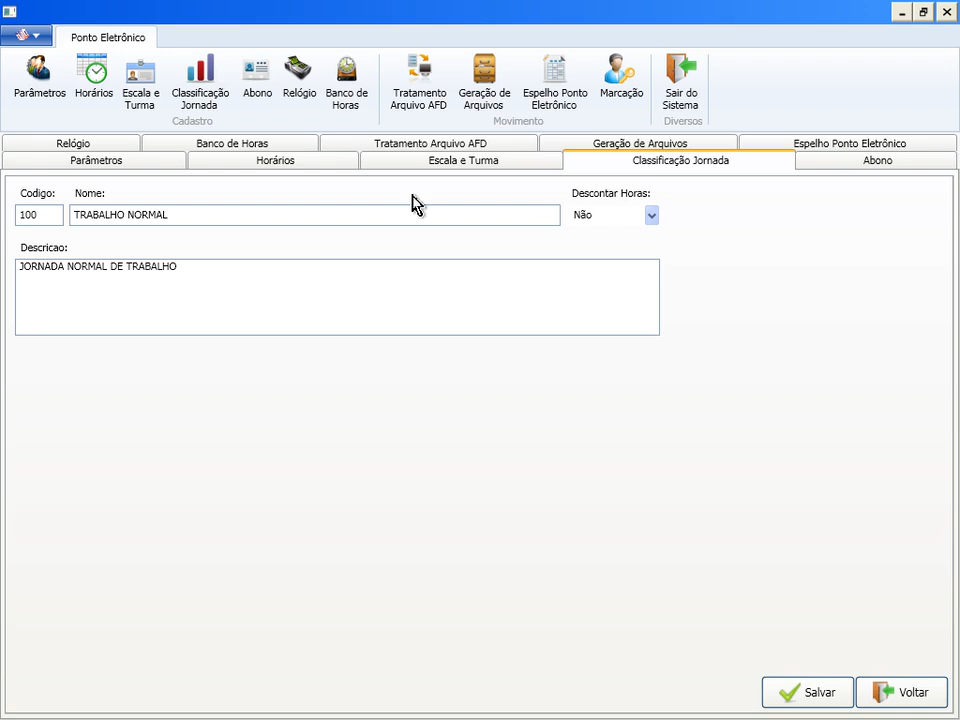 Ponto Eletrônico
Parâmetros
Horários
Escala e
Turma
Classificação
Jornada
Abono
Relógio
Banco de
Horas
Cadastro
Tratamento
Arquivo AFD
Geração de
Arquivos
Espelho Ponto
Eletrônico
Marcação
Movimento
Sair do
Sistema
Diversos
Relógio
Banco de Horas
Tratamento Arquivo AFD
Geração de Arquivos
Espelho Ponto Eletrônico
Parâmetros
Horários
Escala e Turma
Classificação Jornada
Abono
Codigo:
Nome:
Descontar Horas:
100
TRABALHO NORMAL
Não
Descricao:
JORNADA NORMAL DE TRABALHO
Salvar
Voltar